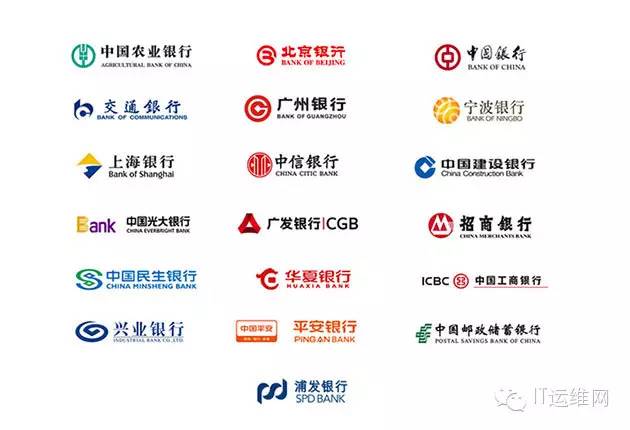 中国农业银行
AGRICULTURAL BANK OF CHINA
北京银行
BANK OF BEIJING
中国银行
BANK OF CHINA
交通銀行
BANK OF COMMUNICATIONS
广州银行
BANK OF GUANGZHOU
宁波银行
BANK OF NINGBO
上海银行
Bank of Shanghai
中信银行
CHINA CITIC BANK
中国建设银行
China Construction Bank
Bank
中国光大银行
CHINA EVERBRIGHT BANK
广发银行|CGB
招商银行
CHINA MERCHANTS BANK
中国民生银行
CHINA MINSHENG BANK
华夏银行
HUAXIA BANK
ICBC 中国工商银行
兴业银行
INDUSTRIAL BANK CO.,LTD.
中国平安
平安银行
PING AN BANK
中国邮政储蓄银行
POSTAL SAVINGS BANK OF CHINA
浦发银行
SPD BANK
IT运维网